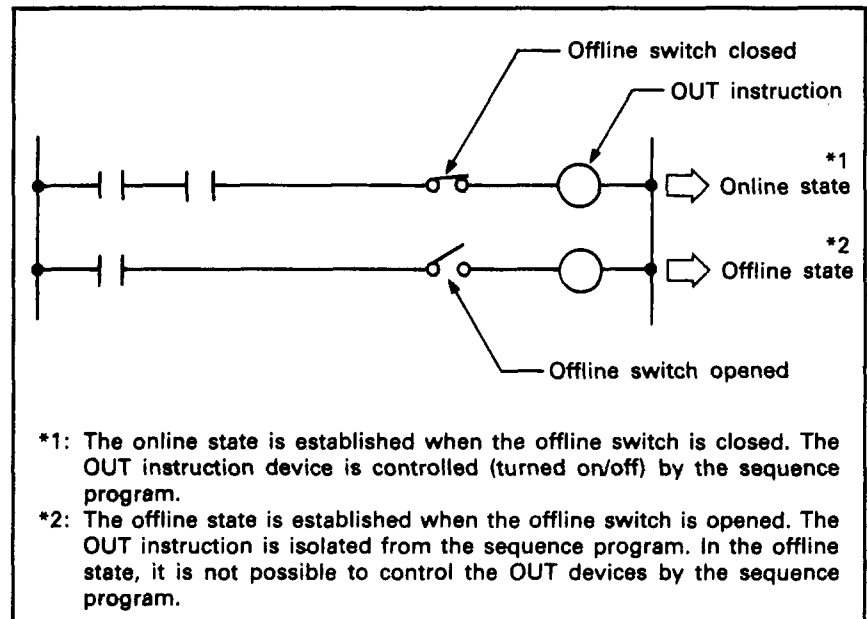 Offline switch closed
OUT instruction
*1
Online state
*2
Offline state
Offline switch opened
*1: The online state is established when the offline switch is closed. The
OUT instruction device is controlled (turned on/off) by the sequence
program.
*2: The offline state is established when the offline switch is opened. The
OUT instruction is isolated from the sequence program. In the offline
state, it is not possible to control the OUT devices by the sequence
program.